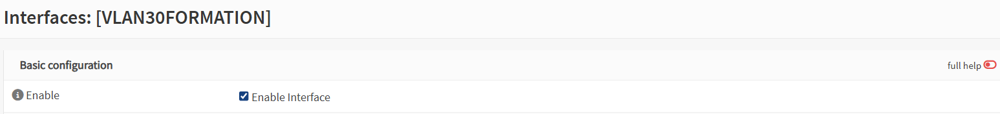 Interfaces: [VLAN30FORMATION]
Basic configuration
full help
Enable
Enable Interface